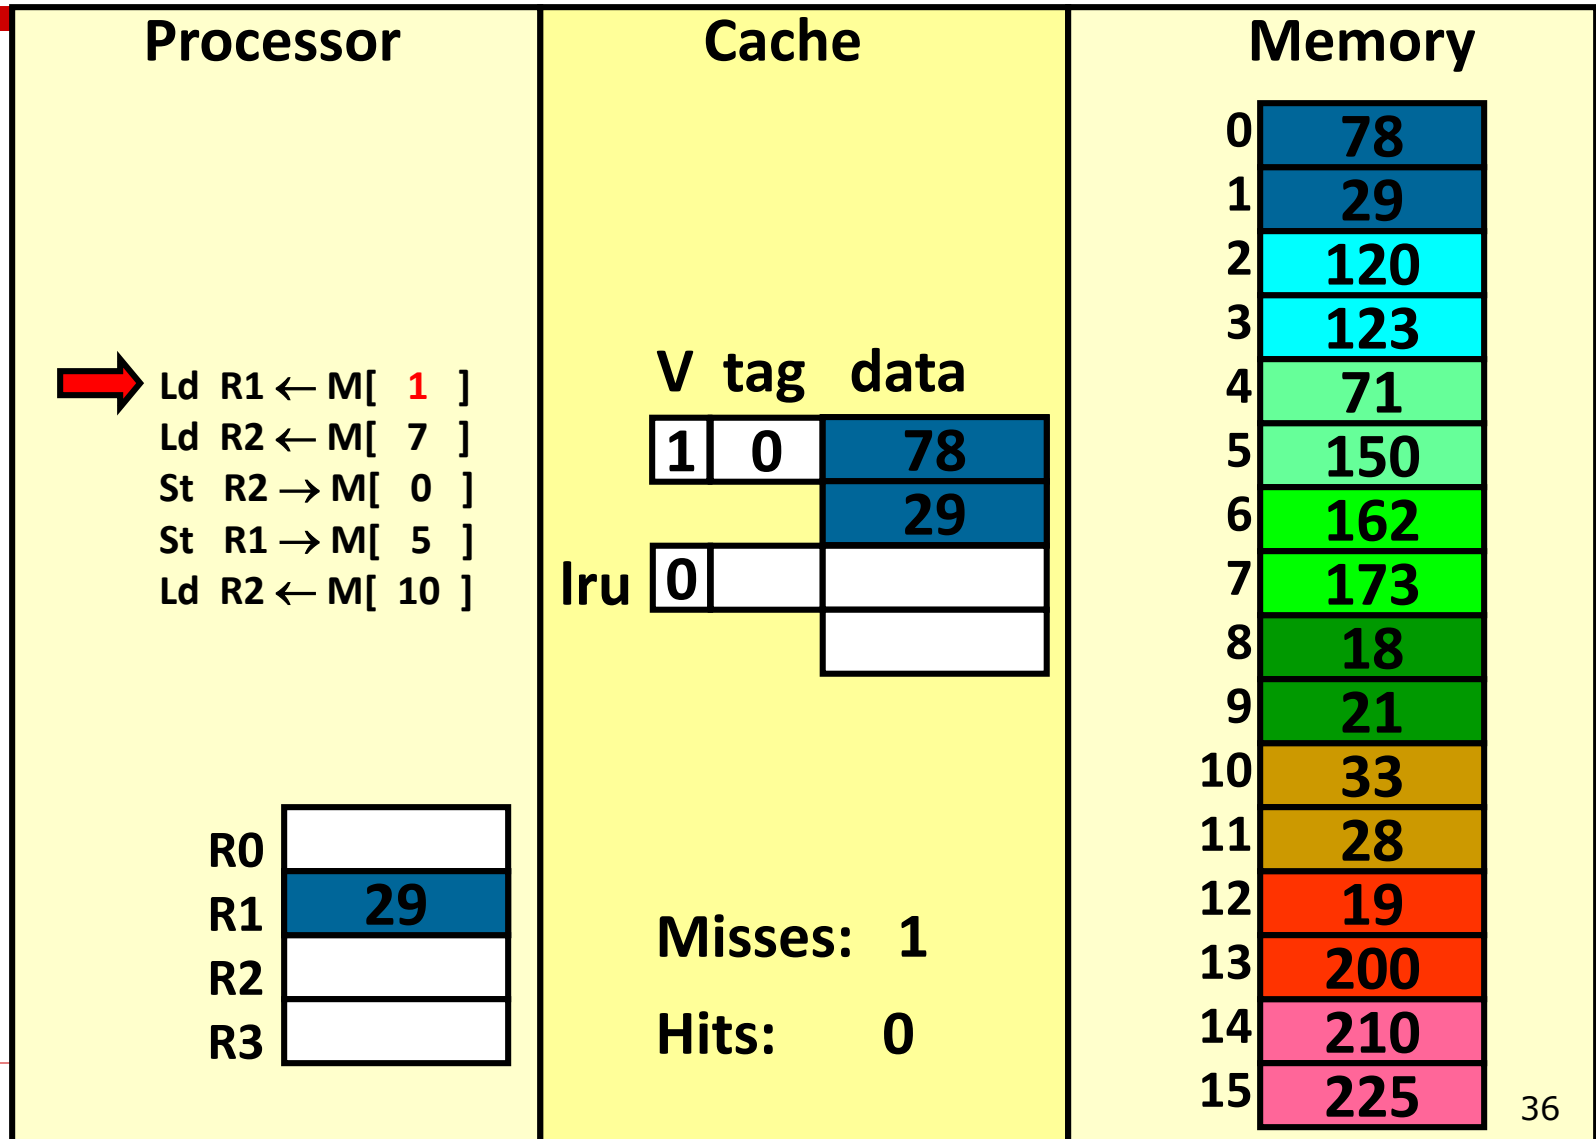 Processor
Ld R1 ← M[ 1 ]
Ld R2 ← M[ 7 ]
St R2 → M[ 0 ]
St R1 → M[ 5 ]
Ld R2 ← M[ 10 ]
R0
R1 29
R2
R3
Cache
V tag data
1 0 78
29
lru 0
Misses: 1
Hits: 0
Memory
0 78
1 29
2 120
3 123
4 71
5 150
6 162
7 173
8 18
9 21
10 33
11 28
12 19
13 200
14 210
15 225
36